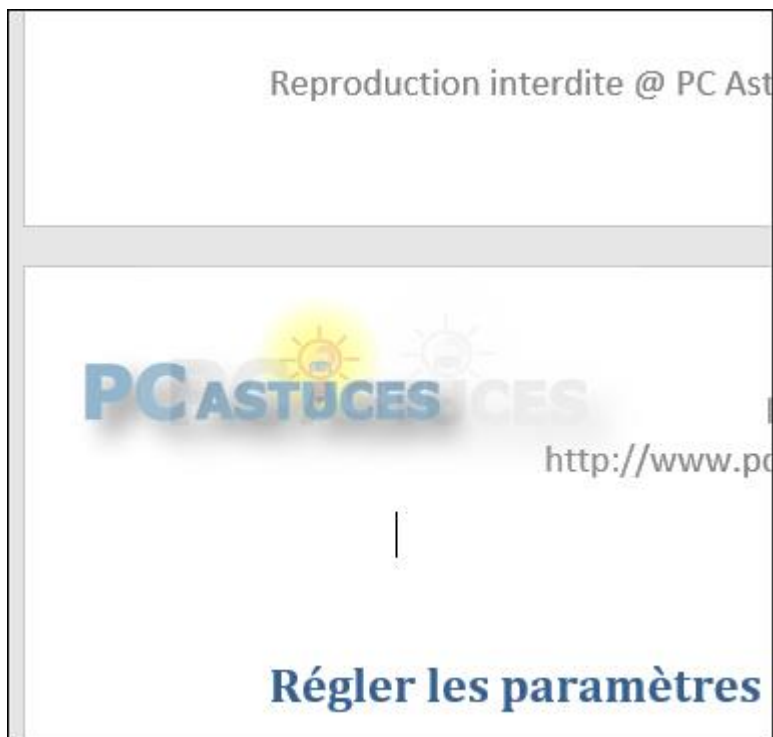 Reproduction interdite @ PC Ast
PC ASTUCES
http://www.pc
Régler les paramètres